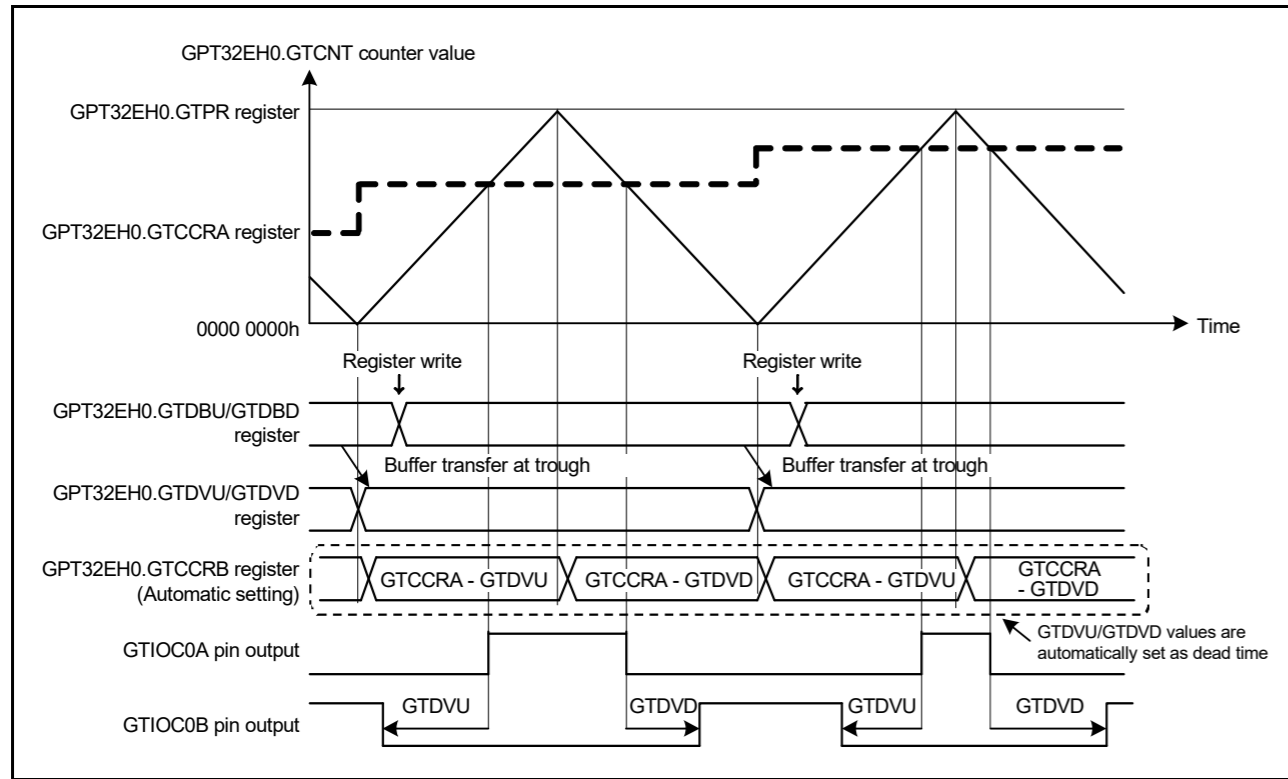 GPT32EH0.GTCNT counter value
GPT32EH0.GTPR register
GPT32EH0.GTCCRA register
0000 0000h
Time
Register write
Register write
GPT32EH0.GTDBU/GTDBD
register
Buffer transfer at trough
Buffer transfer at trough
GPT32EH0.GTDVU/GTDVD
register
GPT32EH0.GTCCRB register
(Automatic setting)
GTCCRA - GTDVU
GTCCRA - GTDVD
GTCCRA - GTDVU
GTCCRA
- GTDVD
GTDVU/GTDVD values are
automatically set as dead time
GTIOC0A pin output
GTIOC0B pin output
GTDVU
GTDVD
GTDVU
GTDVD